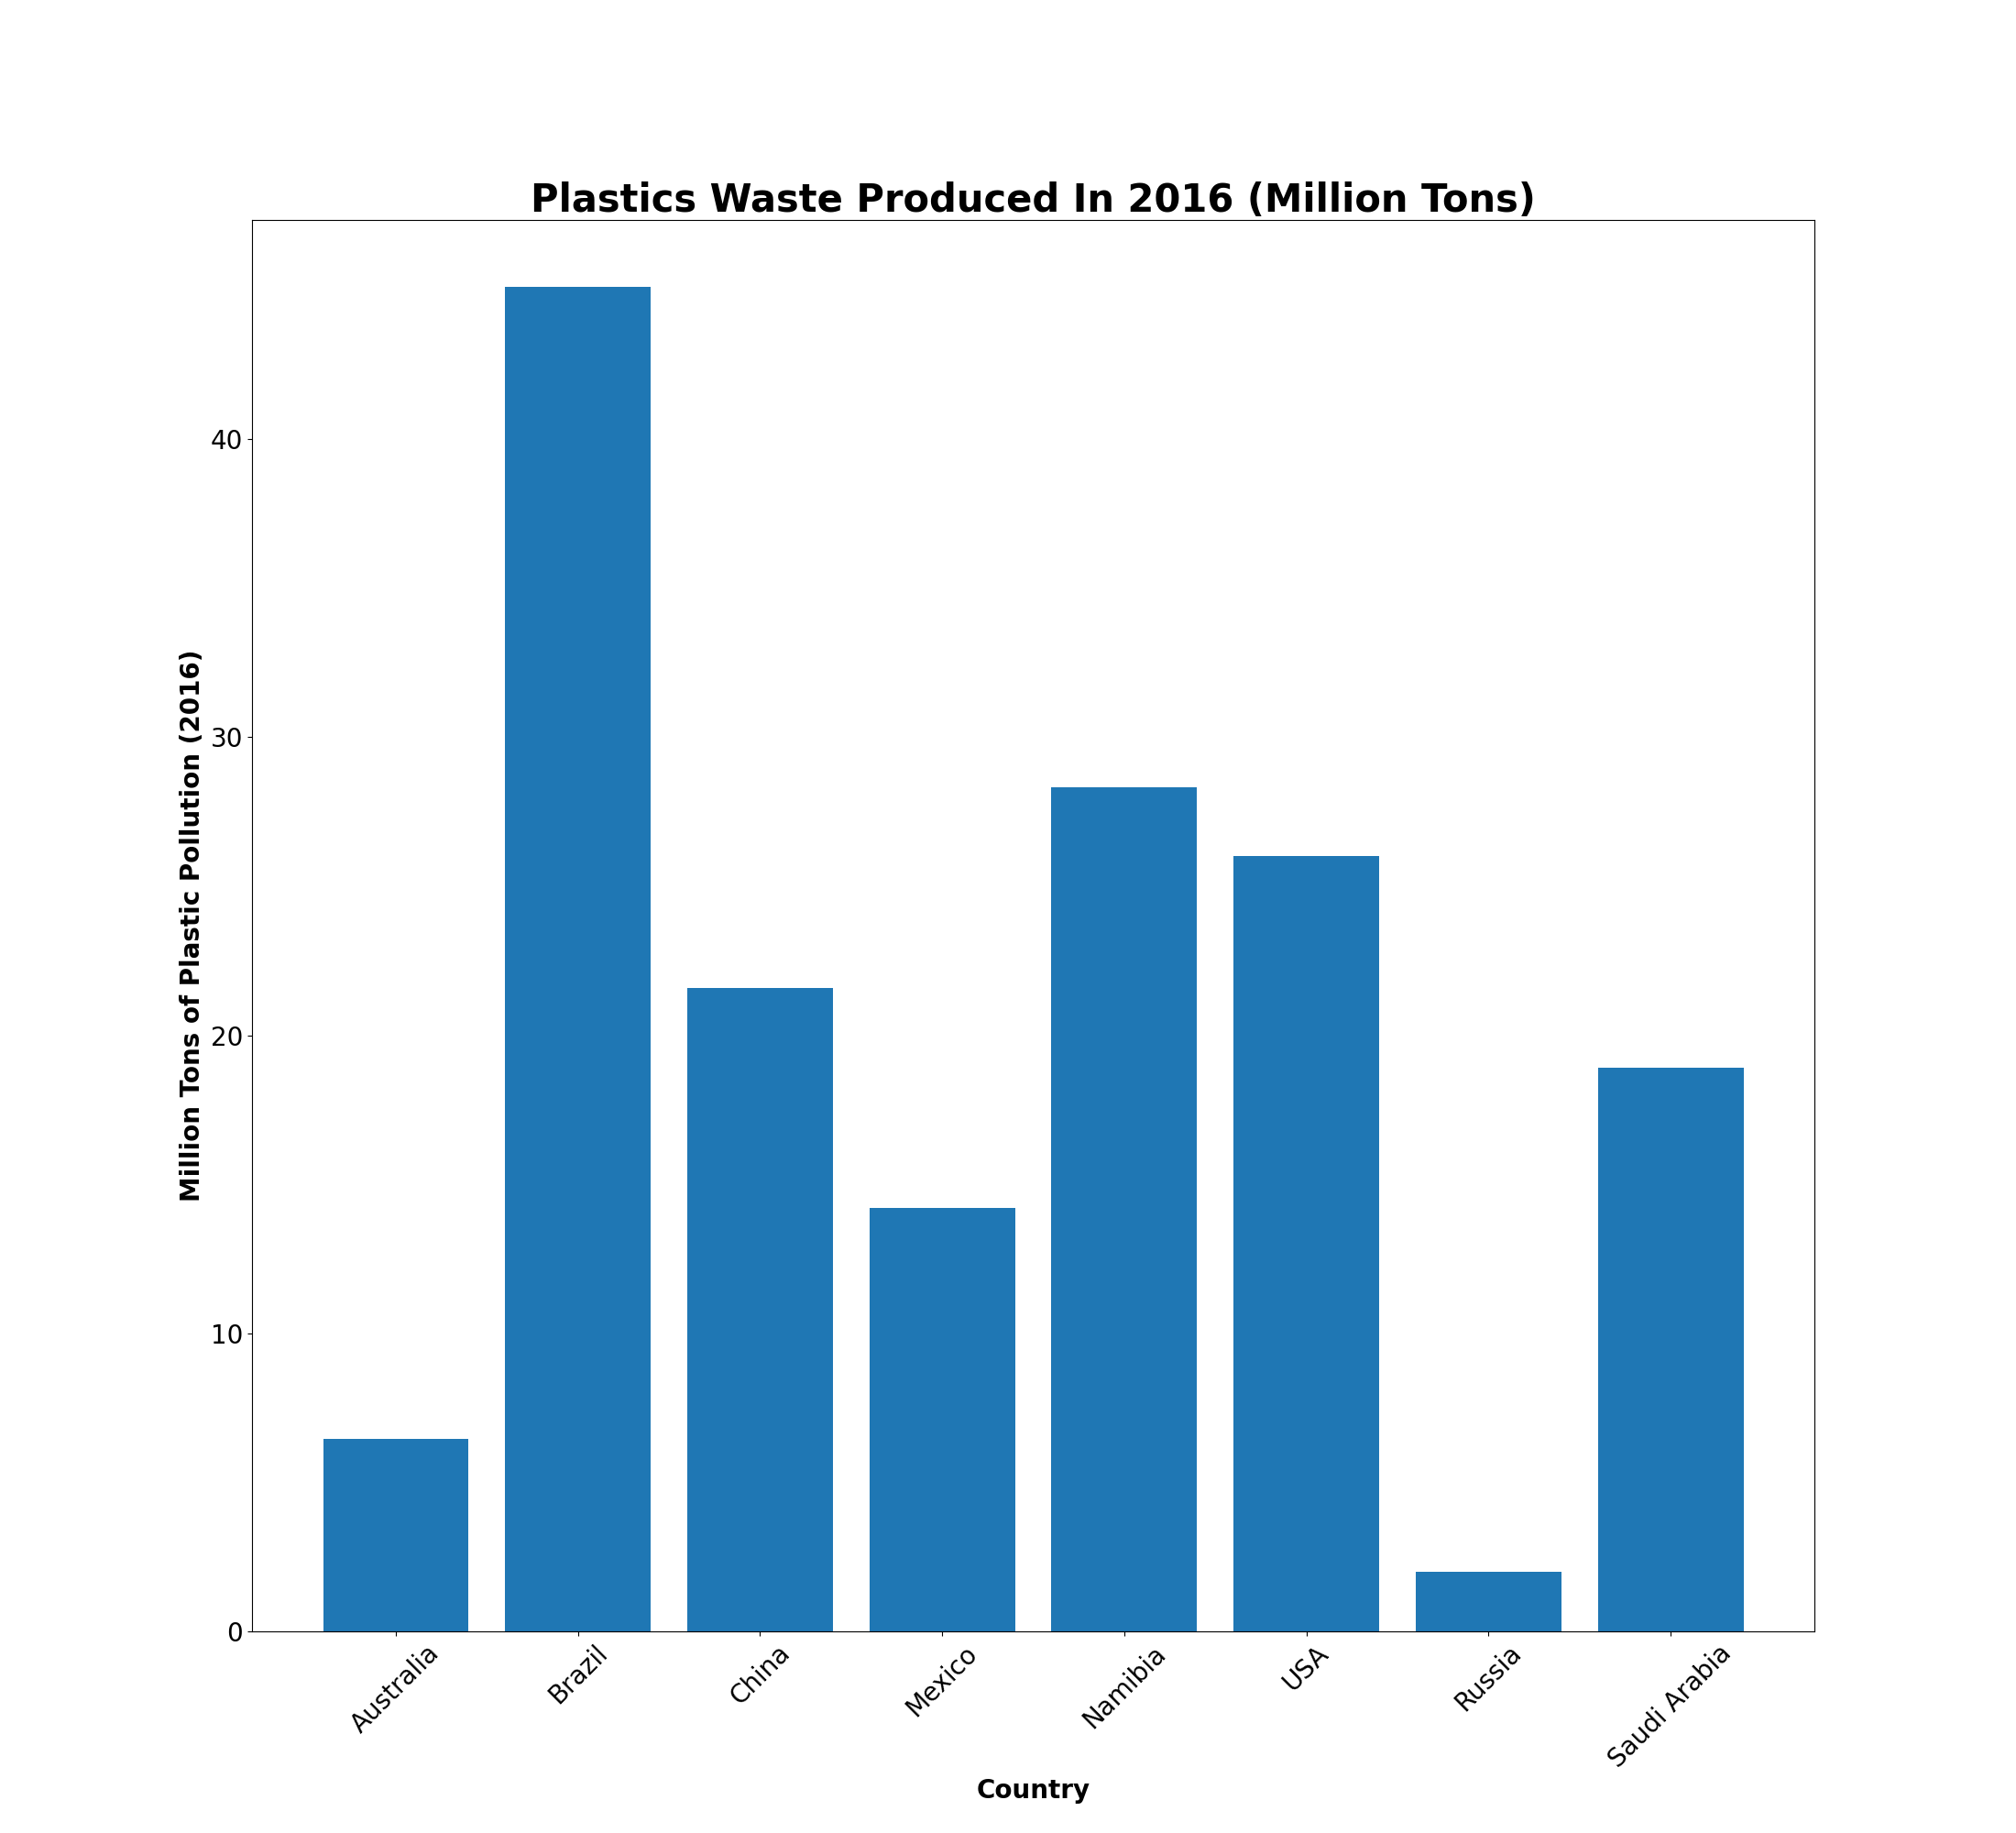 Plastics Waste Produced In 2016 (Million Tons)
Million Tons of Plastic Pollution (2016)
40
30
20
10
0
Australia
Brazil
China
Mexico
Namibia
USA
Russia
Saudi Arabia
Country